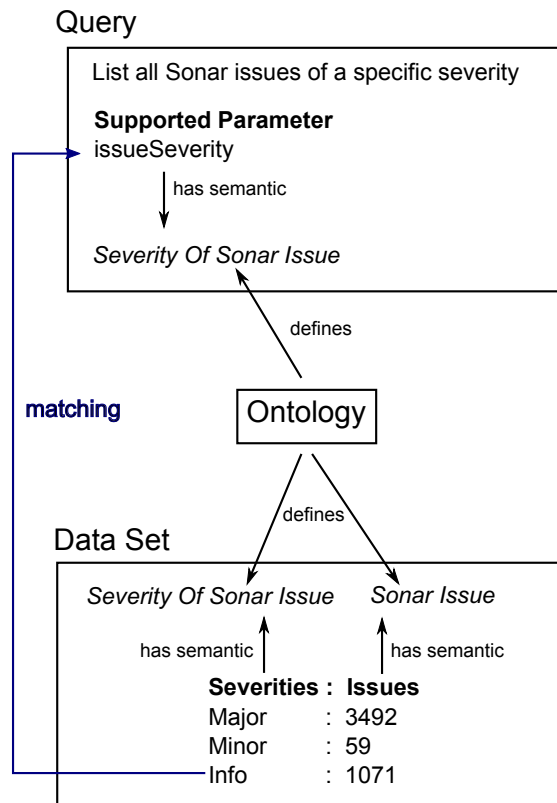 Query
List all Sonar issues of a specific severity
Supported Parameter
issueSeverity
has semantic
Severity Of Sonar Issue
defines
matching
Ontology
defines
Data Set
Severity Of Sonar Issue Sonar Issue
has semantic has semantic
Severities : Issues
Major : 3492
Minor : 59
Info : 1071